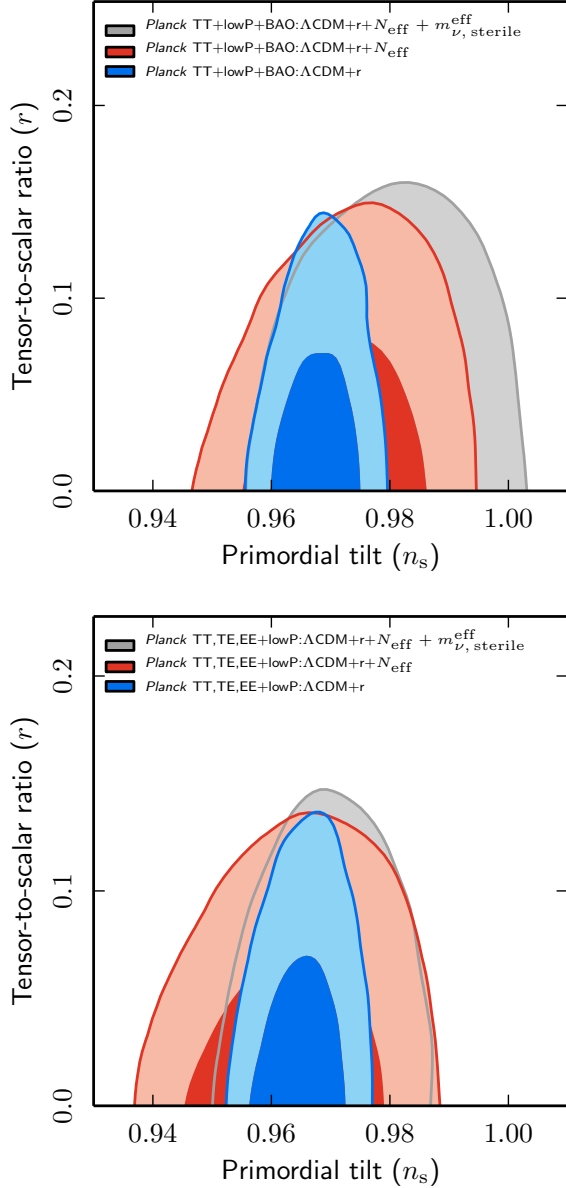 Planck TT+lowP+BAO:ΛCDM+r+N_eff + m^eff_ν, sterile
Planck TT+lowP+BAO:ΛCDM+r+N_eff
Planck TT+lowP+BAO:ΛCDM+r
Tensor-to-scalar ratio (r)
0.2
0.1
0.0
0.94 0.96 0.98 1.00
Primordial tilt (n_s)
Planck TT,TE,EE+lowP:ΛCDM+r+N_eff + m^eff_ν, sterile
Planck TT,TE,EE+lowP:ΛCDM+r+N_eff
Planck TT,TE,EE+lowP:ΛCDM+r
Tensor-to-scalar ratio (r)
0.2
0.1
0.0
0.94 0.96 0.98 1.00
Primordial tilt (n_s)